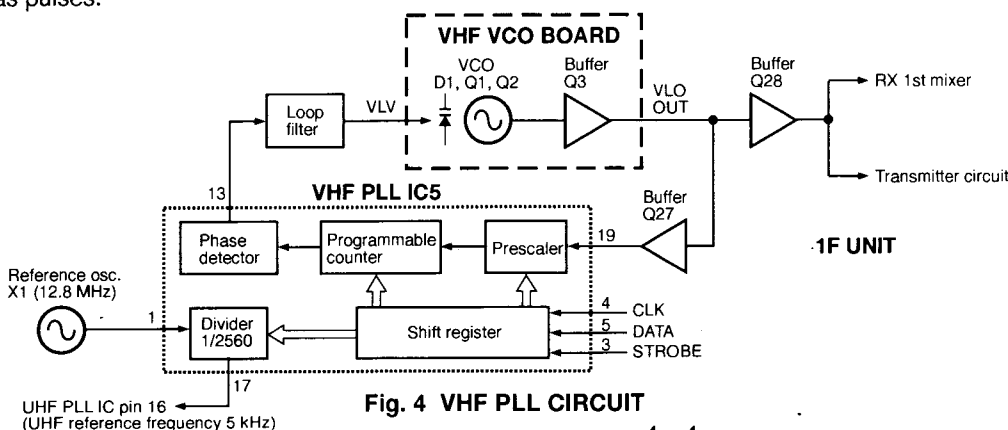 as pulses.
VHF VCO BOARD
VCO
D1, Q1, Q2
Buffer
Q3
VLO
OUT
Buffer
Q28
RX 1st mixer
Transmitter circuit
Loop
filter
VLV
13
VHF PLL IC5
Phase
detector
Programmable
counter
Prescaler
19
Buffer
Q27
1F UNIT
Reference osc.
X1 (12.8 MHz)
1
Divider
1/2560
Shift register
4
CLK
5
DATA
3
STROBE
17
UHF PLL IC pin 16
(UHF reference frequency 5 kHz)
Fig. 4 VHF PLL CIRCUIT